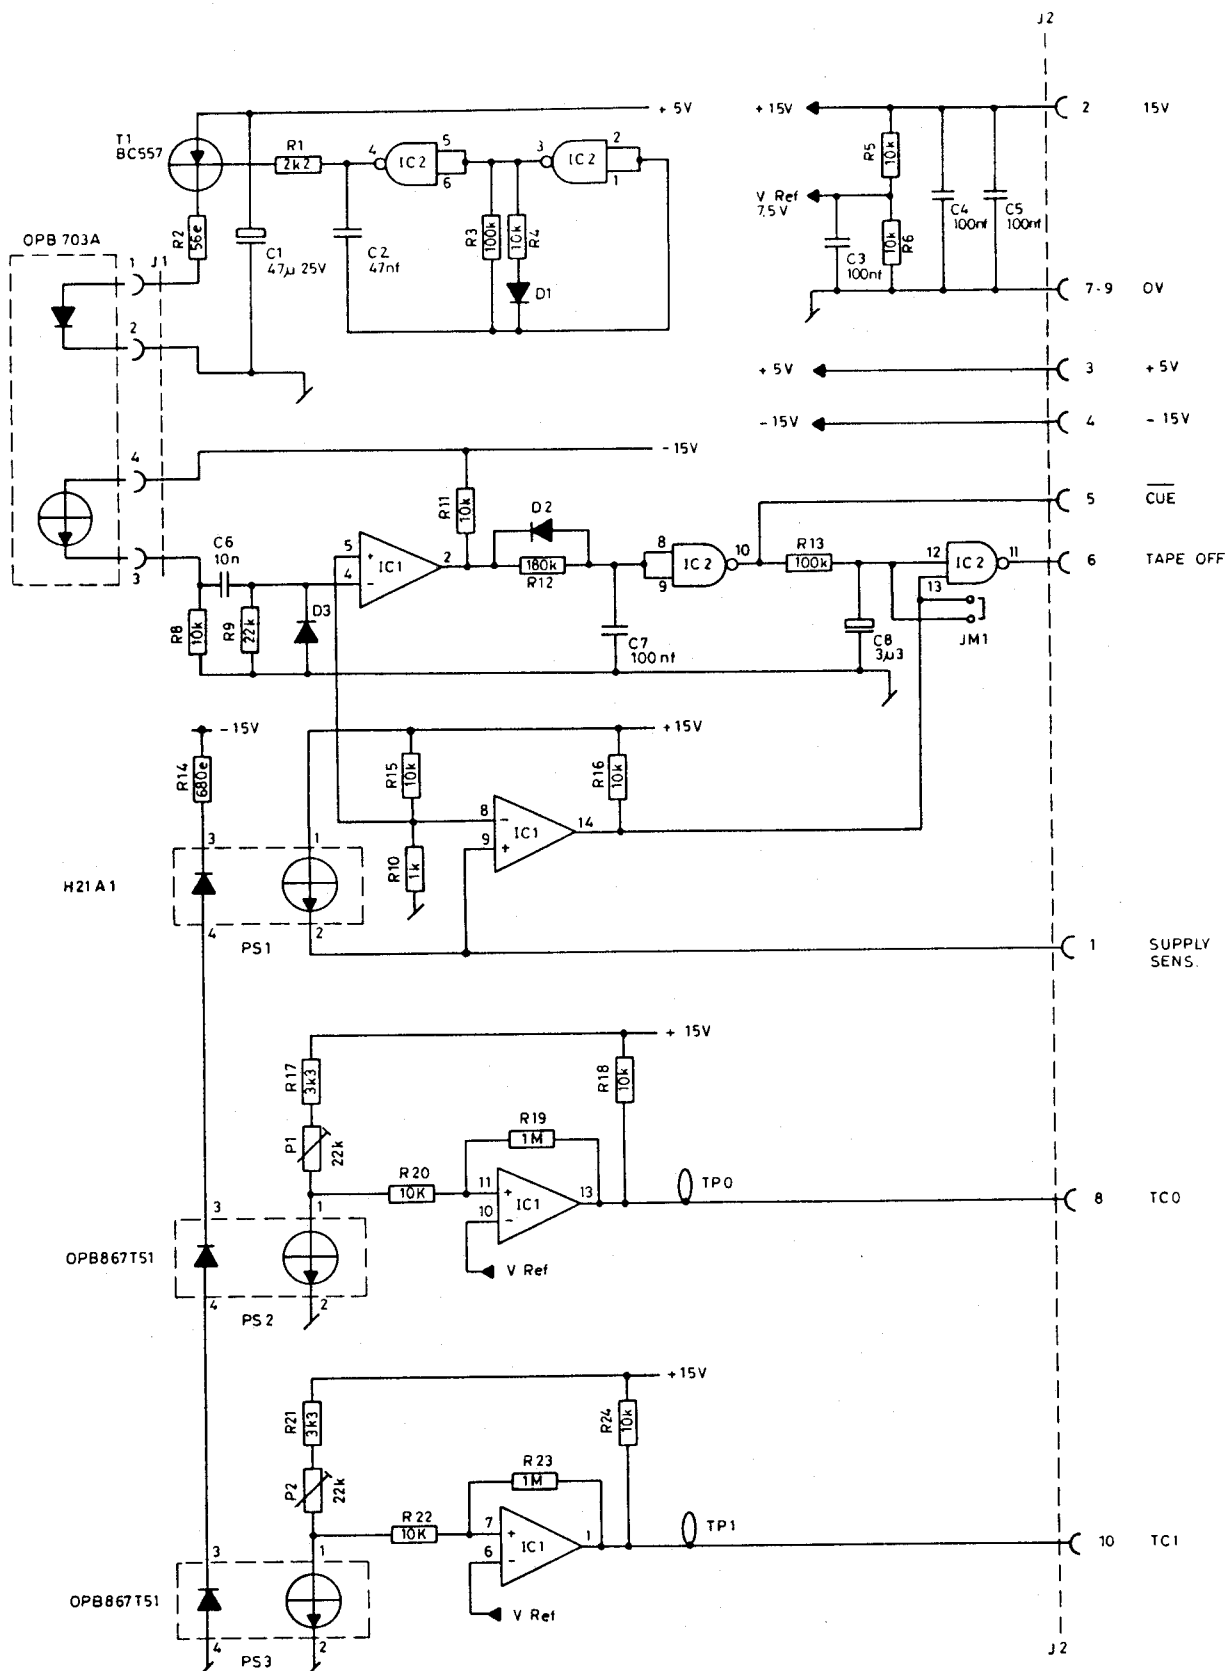 J2
+ 5V
+15V
2
15V
T1
BC557
R1
2k2
4
IC2
5
6
3
IC2
2
1
R5
10k
V Ref
7.5 V
R2
56e
C1
47µ 25V
C2
47nf
R3
100k
R4
10k
D1
C3
100nf
R6
10k
C4
100nf
C5
100nf
OPB 703A
1
J1
2
7-9
0V
+ 5V
3
+5V
- 15V
4
- 15V
4
- 15V
5
CUE
R11
10k
D2
C6
10n
3
5
+
4
-
IC1
2
180k
R12
8
9
IC2
10
R13
100k
12
13
IC2
11
6
TAPE OFF
R8
10k
R9
22k
D3
C7
100 nf
C8
3µ3
JM1
- 15V
+15V
R14
680e
R15
10k
R16
10k
3
1
8
-
9
+
IC1
14
R10
1k
H21A1
4
2
PS1
1
SUPPLY
SENS.
+ 15V
R17
3k3
R18
10k
P1
22k
R19
1M
R20
10K
11
+
10
-
IC1
13
TP0
8
TC0
3
1
OPB867T51
V Ref
4
2
PS2
+15V
R21
3k3
R24
10k
P2
22k
R23
1M
R22
10K
7
+
6
-
IC1
1
TP1
10
TC1
3
1
OPB867T51
V Ref
4
2
PS3
J2